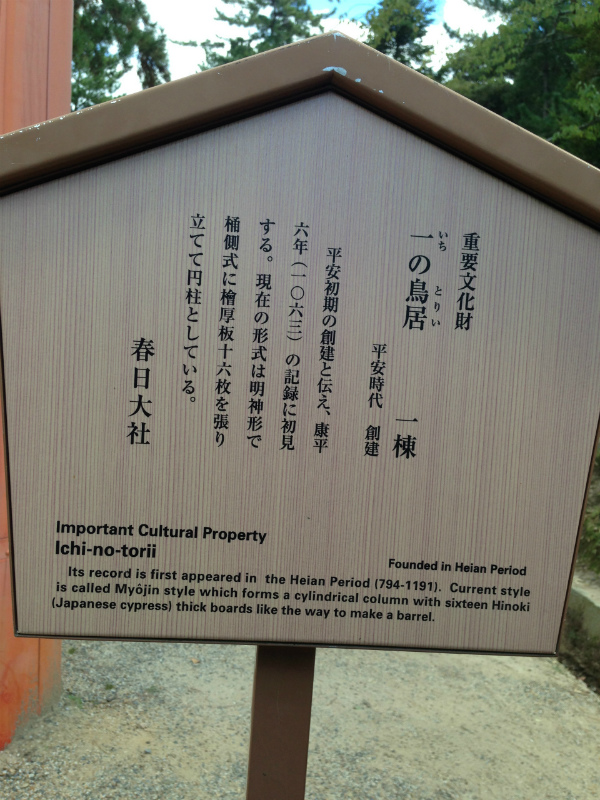 重要文化財
一の鳥居 一棟
いち とりい
平安時代 創建
平安初期の創建と伝え、康平
六年（一〇六三）の記録に初見
する。現在の形式は明神形で
桶側式に檜厚板十六枚を張り
立てて円柱としている。
春日大社
Important Cultural Property
Ichi-no-torii
Founded in Heian Period
Its record is first appeared in the Heian Period (794-1191). Current style
is called Myôjin style which forms a cylindrical column with sixteen Hinoki
(Japanese cypress) thick boards like the way to make a barrel.